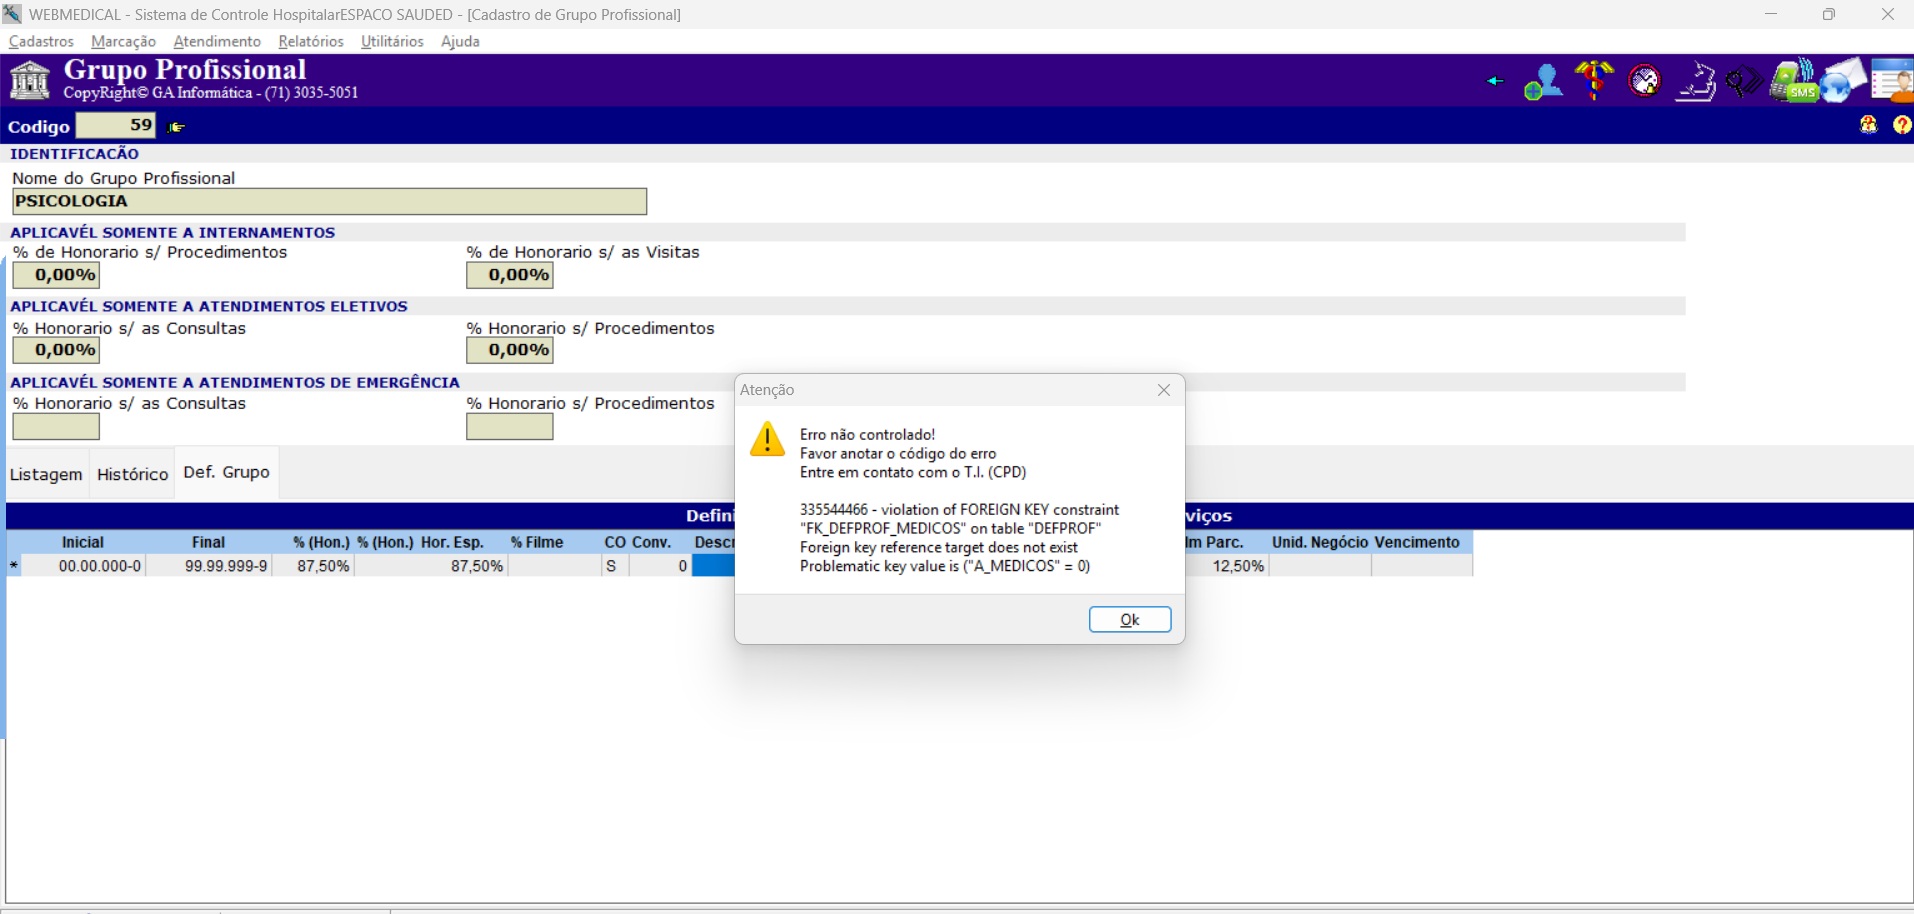 WEBMEDICAL - Sistema de Controle HospitalarESPACO SAUDED - [Cadastro de Grupo Profissional]
Cadastros Marcação Atendimento Relatórios Utilitários Ajuda
Grupo Profissional
CopyRight© GA Informática - (71) 3035-5051
SMS
Codigo 59
?
IDENTIFICACÃO
Nome do Grupo Profissional
PSICOLOGIA
APLICAVÉL SOMENTE A INTERNAMENTOS
% de Honorario s/ Procedimentos % de Honorario s/ as Visitas
0,00% 0,00%
APLICAVÉL SOMENTE A ATENDIMENTOS ELETIVOS
% Honorario s/ as Consultas % Honorario s/ Procedimentos
0,00% 0,00%
APLICAVÉL SOMENTE A ATENDIMENTOS DE EMERGÊNCIA
% Honorario s/ as Consultas % Honorario s/ Procedimentos
Atenção
Erro não controlado!
Favor anotar o código do erro
Entre em contato com o T.I. (CPD)
335544466 - violation of FOREIGN KEY constraint
"FK_DEFPROF_MEDICOS" on table "DEFPROF"
Foreign key reference target does not exist
Problematic key value is ("A_MEDICOS" = 0)
Ok
Listagem Histórico Def. Grupo
Defini viços
Inicial Final % (Hon.) % (Hon.) Hor. Esp. % Filme CO Conv. Descr Im Parc. Unid. Negócio Vencimento
* 00.00.000-0 99.99.999-9 87,50% 87,50% S 0 12,50%